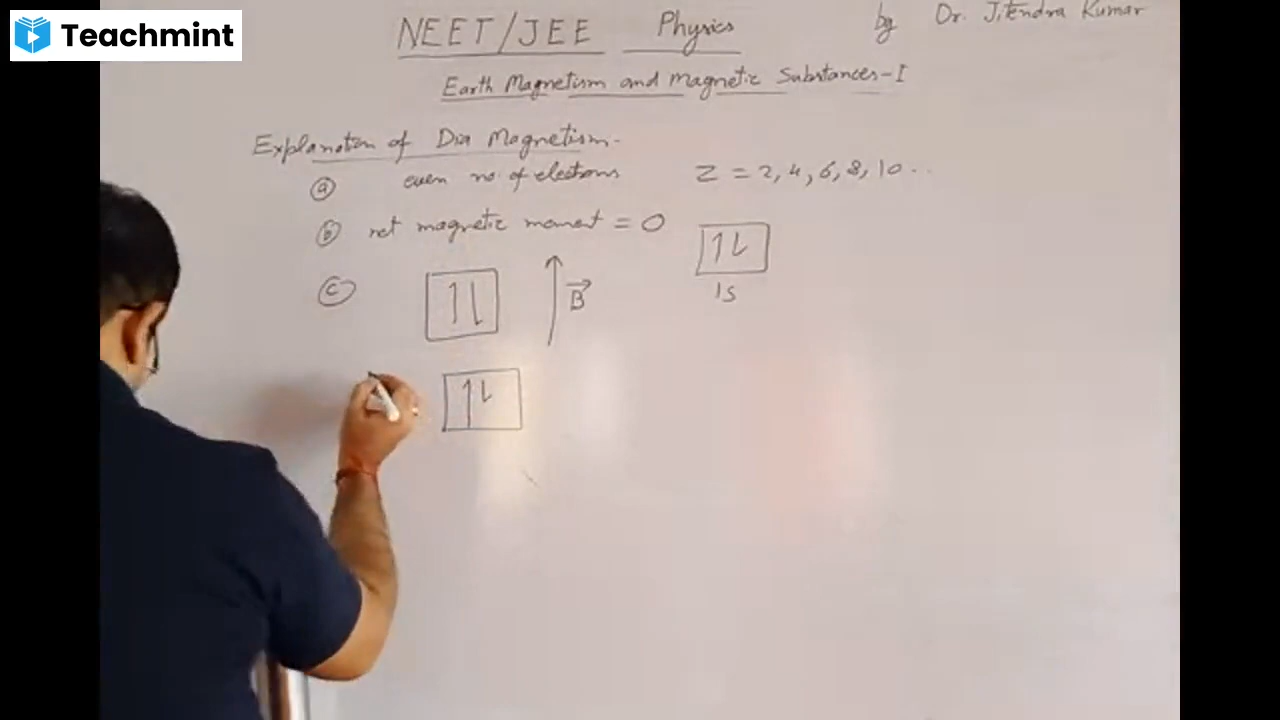 Teachmint
NEET/JEE Physics by Dr. Jitendra Kumar
Earth Magnetism and Magnetic Substances-I
Explanation of Dia Magnetism.
(a) even no. of electrons Z = 2, 4, 6, 8, 10 ...
(b) net magnetic moment = 0
↑↓
1s
(c) ↑↓ ↑ B⃗
↑↓